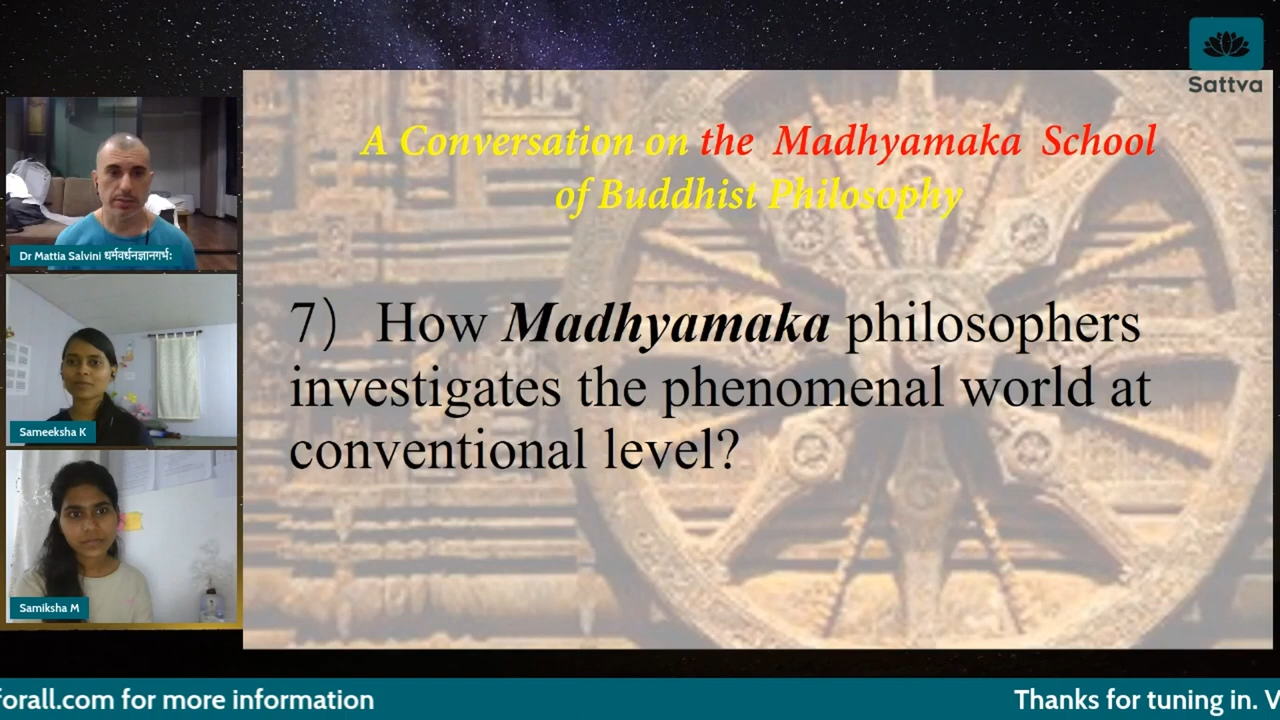 Sattva
A Conversation on the Madhyamaka School
of Buddhist Philosophy
7) How Madhyamaka philosophers
investigates the phenomenal world at
conventional level?
Dr Mattia Salvini धर्मवर्धनज्ञानगर्भः
Sameeksha K
Samiksha M
forall.com for more information
Thanks for tuning in. V